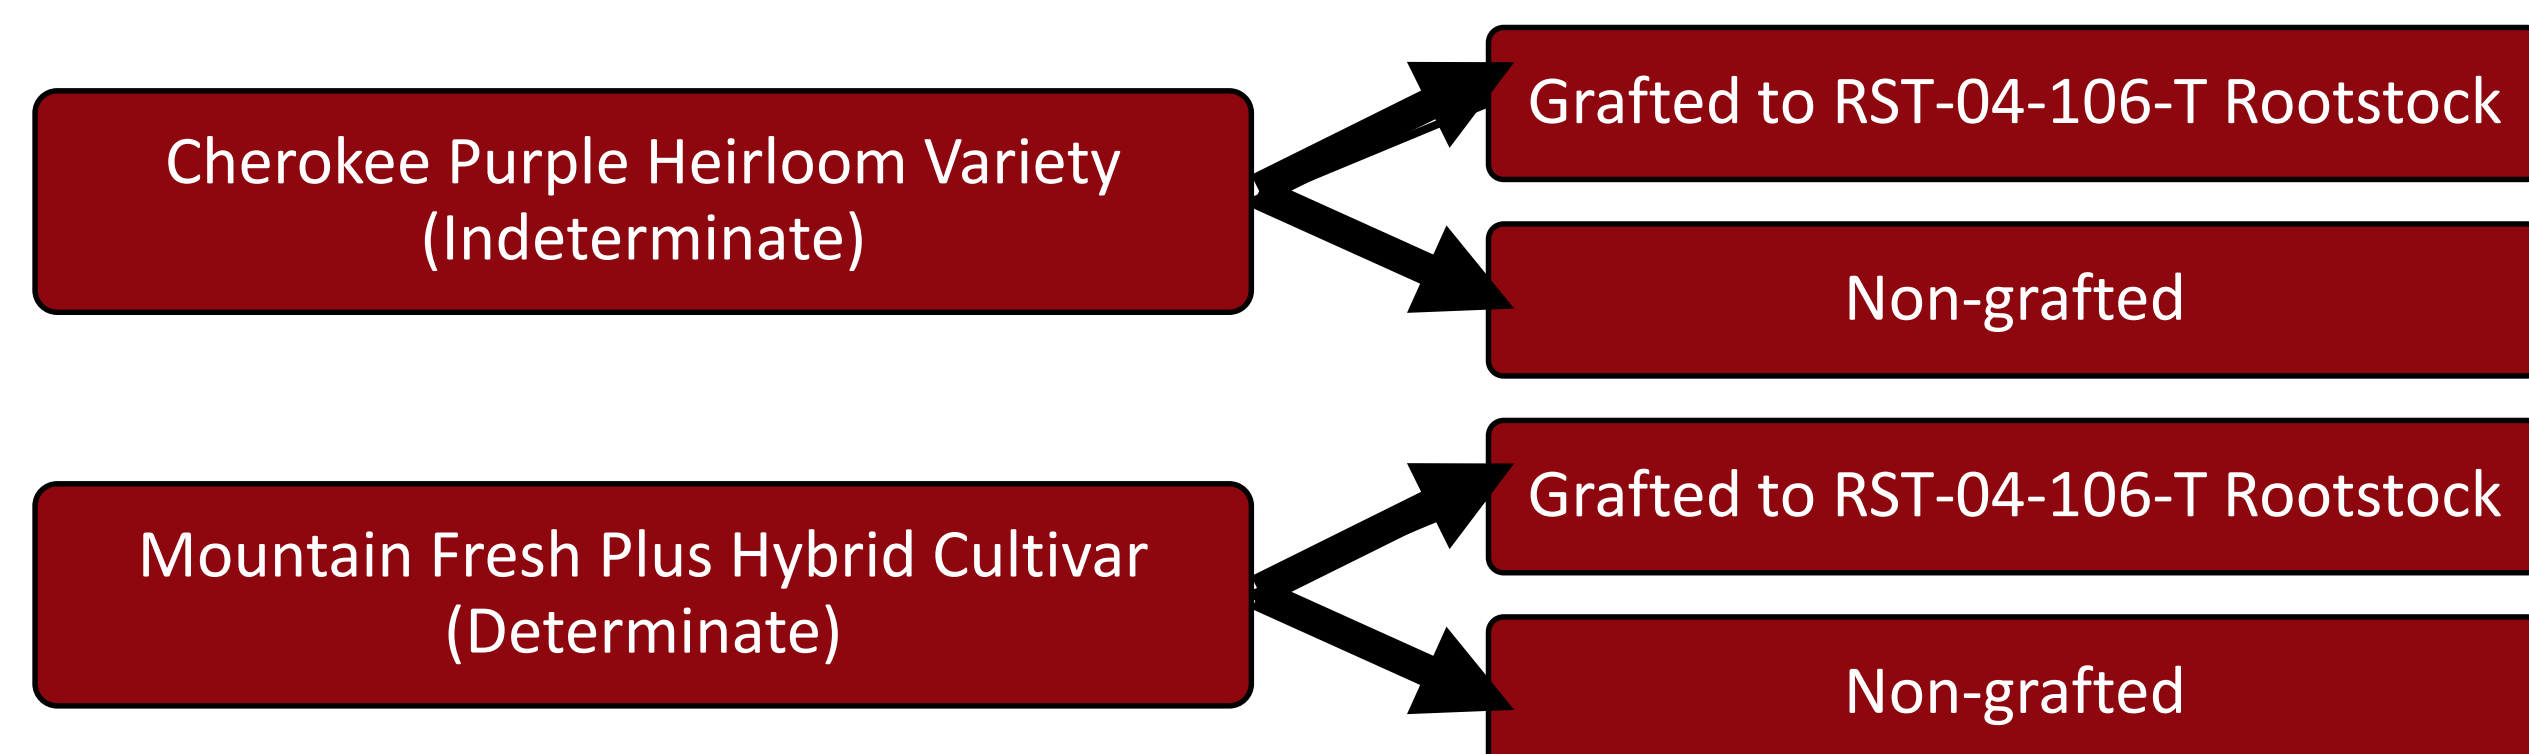 Cherokee Purple Heirloom Variety
(Indeterminate)
Grafted to RST-04-106-T Rootstock
Non-grafted
Mountain Fresh Plus Hybrid Cultivar
(Determinate)
Grafted to RST-04-106-T Rootstock
Non-grafted